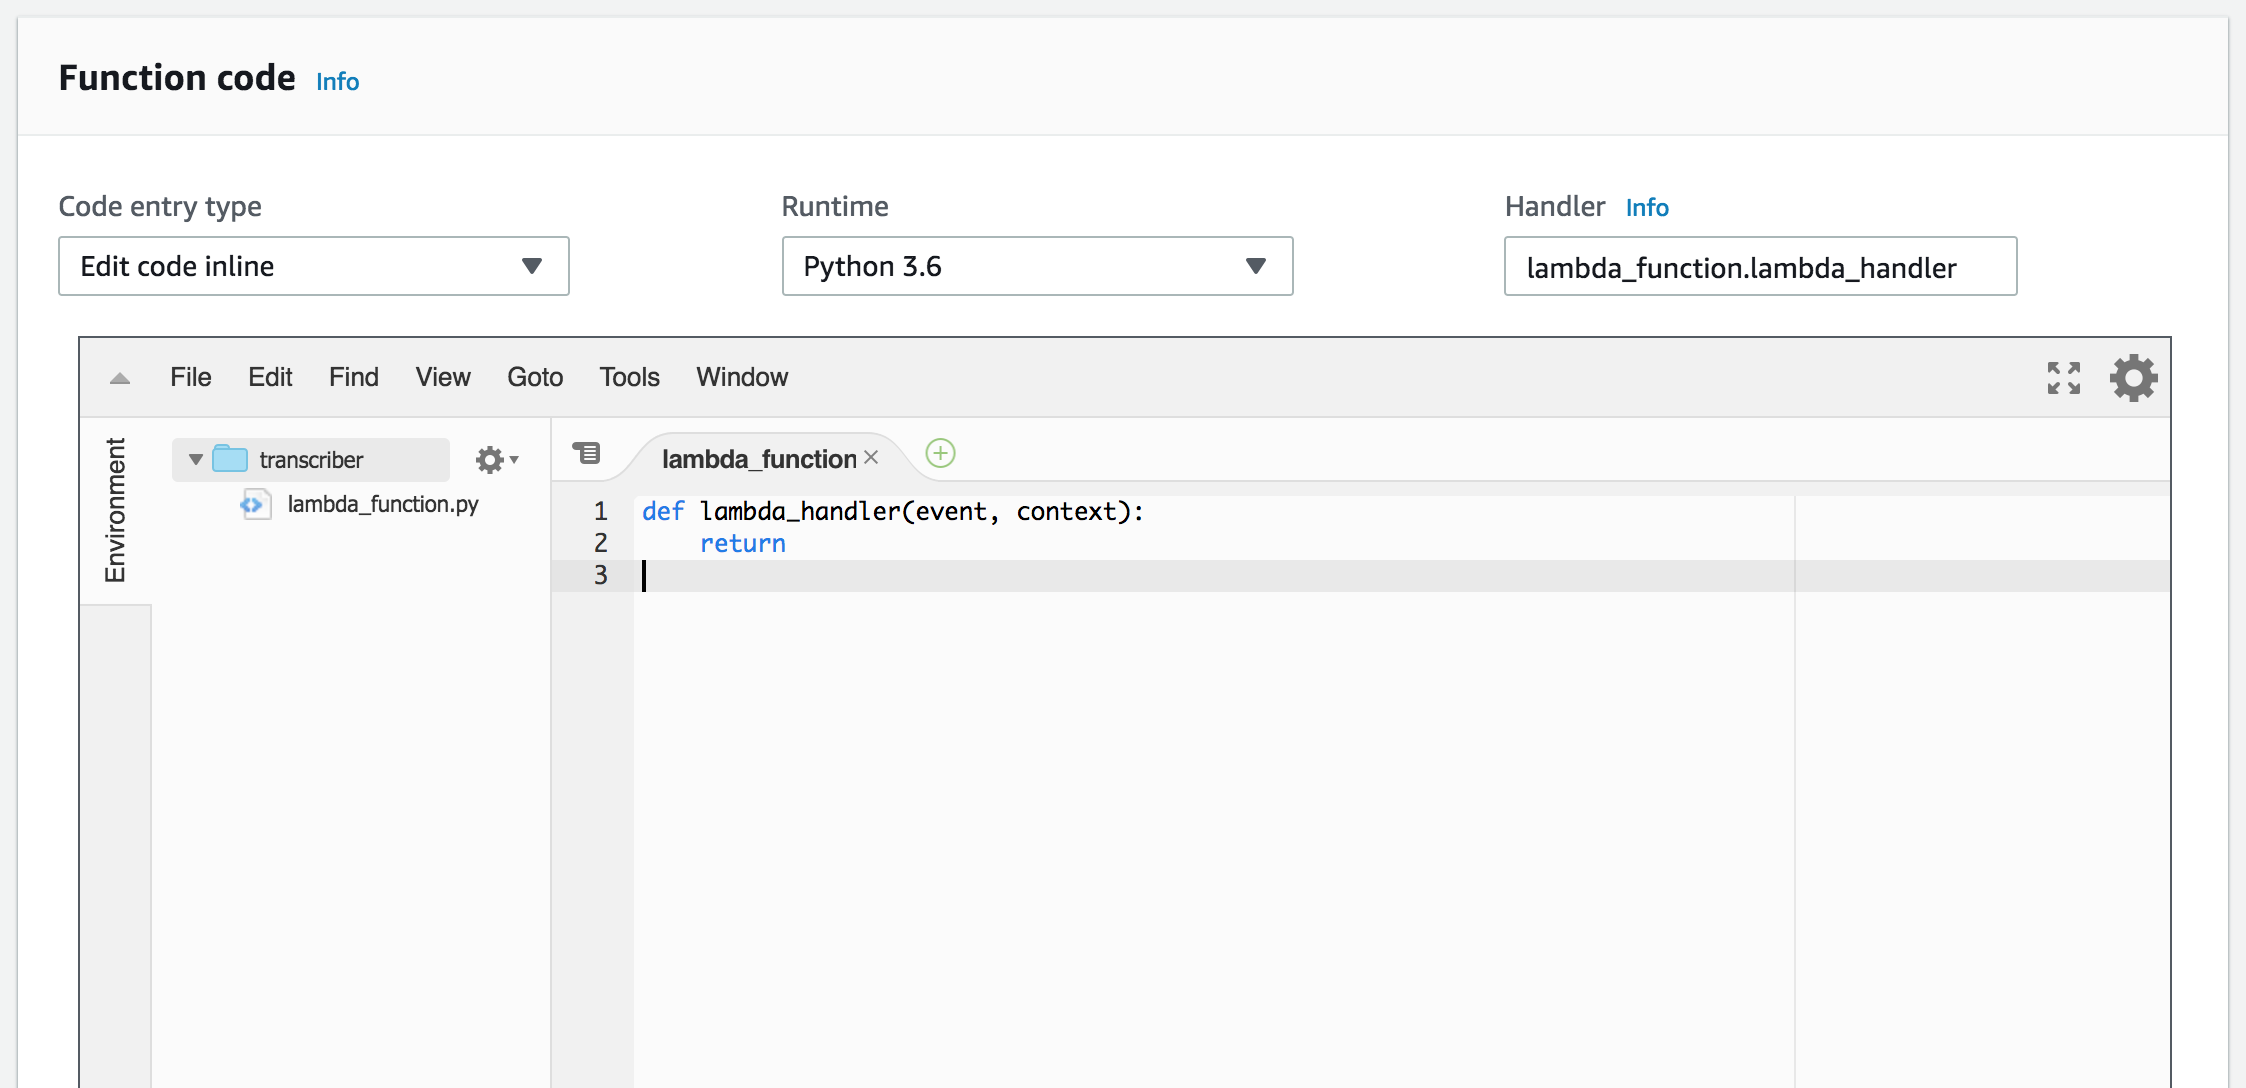 Function code Info
Code entry type
Edit code inline
Runtime
Python 3.6
Handler Info
lambda_function.lambda_handler
File Edit Find View Goto Tools Window
Environment
transcriber
lambda_function.py
lambda_function
1 def lambda_handler(event, context):
2     return
3